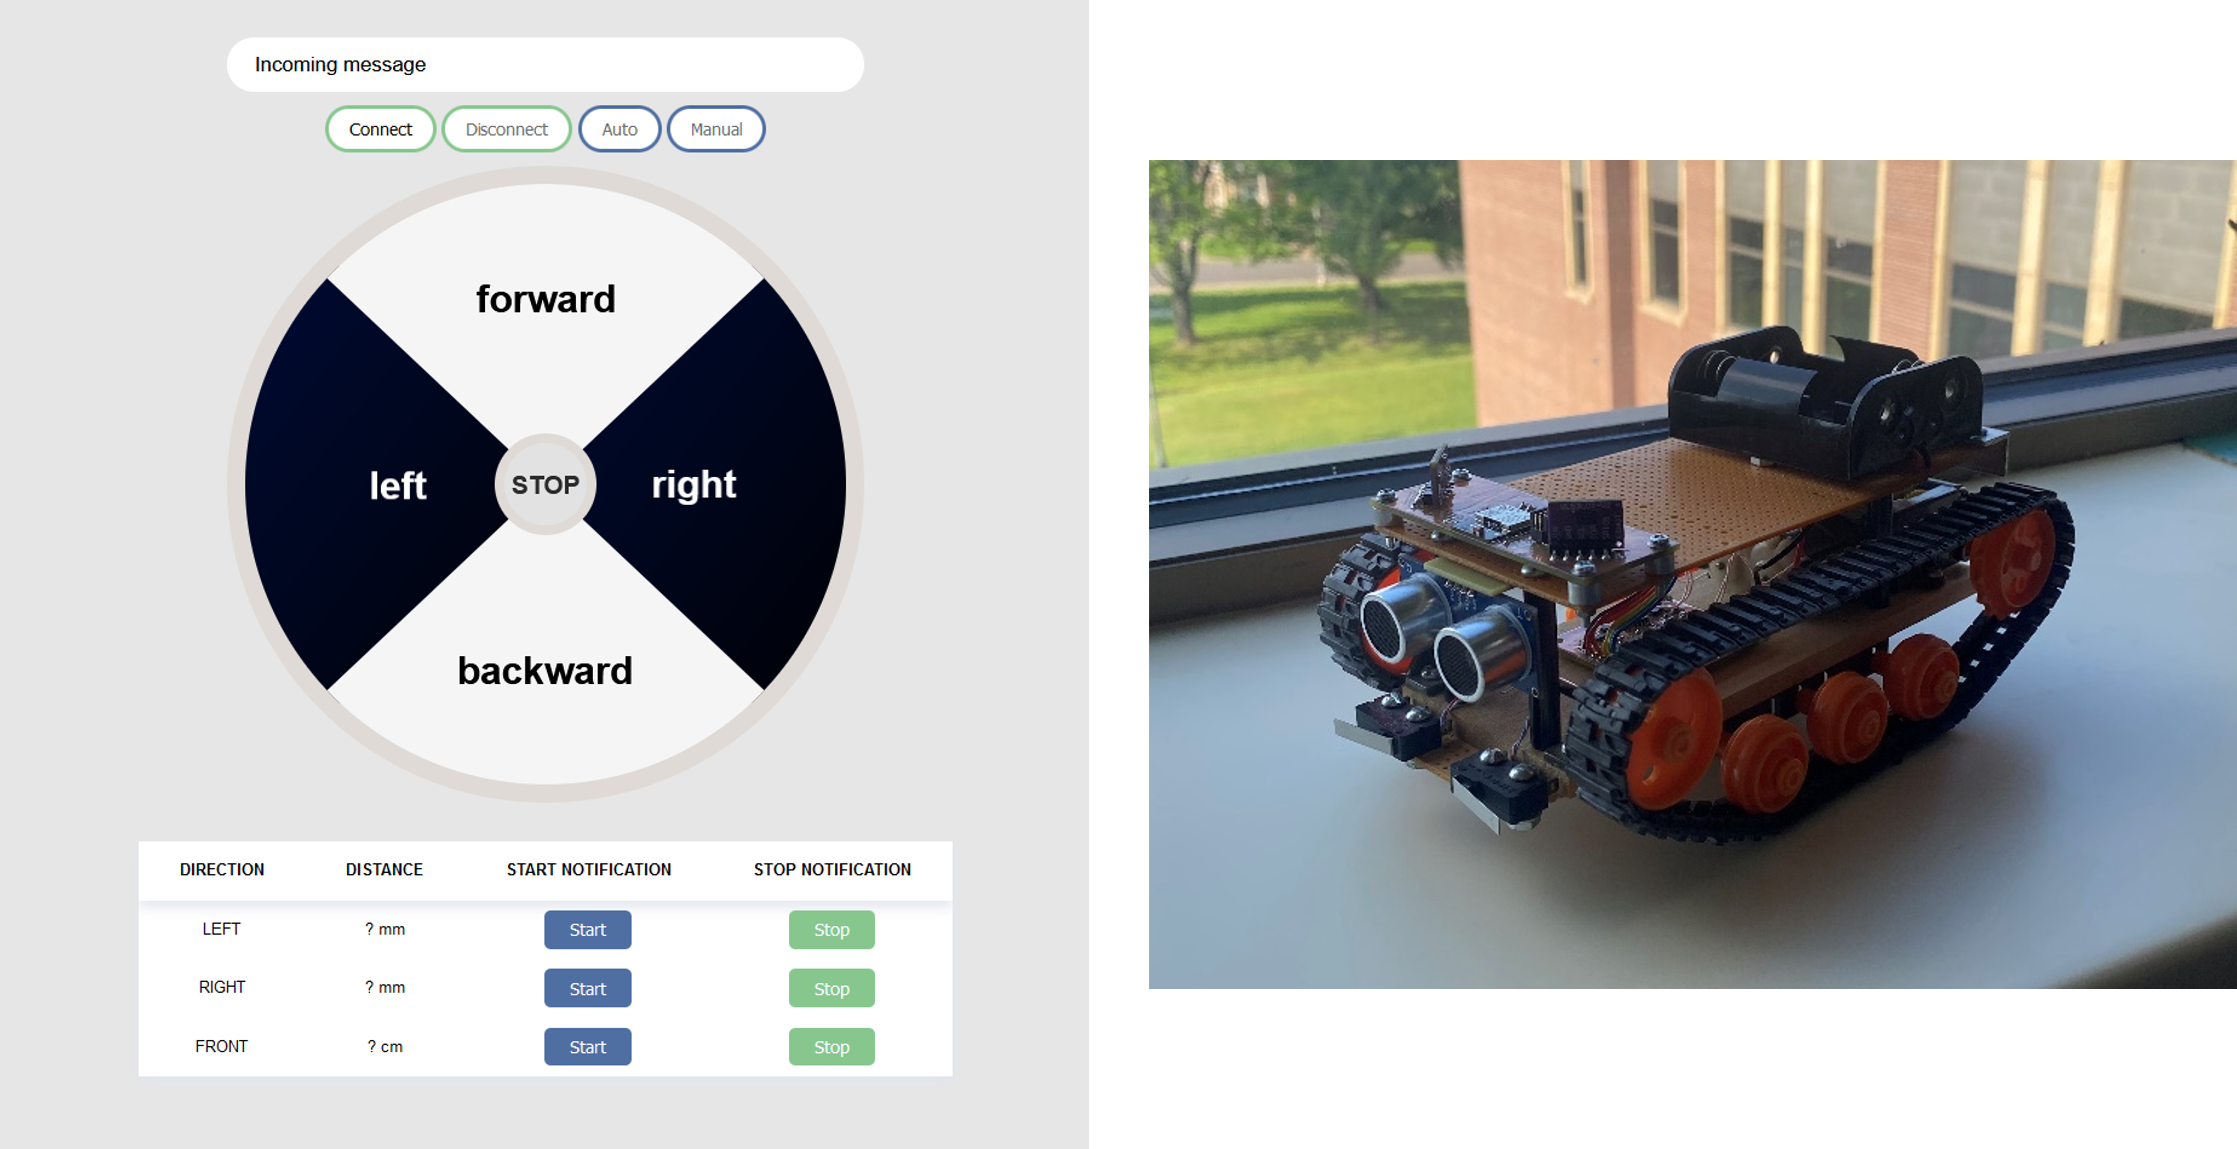 Incoming message
Connect Disconnect Auto Manual
forward
left STOP right
backward
DIRECTION DISTANCE START NOTIFICATION STOP NOTIFICATION
LEFT ? mm Start Stop
RIGHT ? mm Start Stop
FRONT ? cm Start Stop